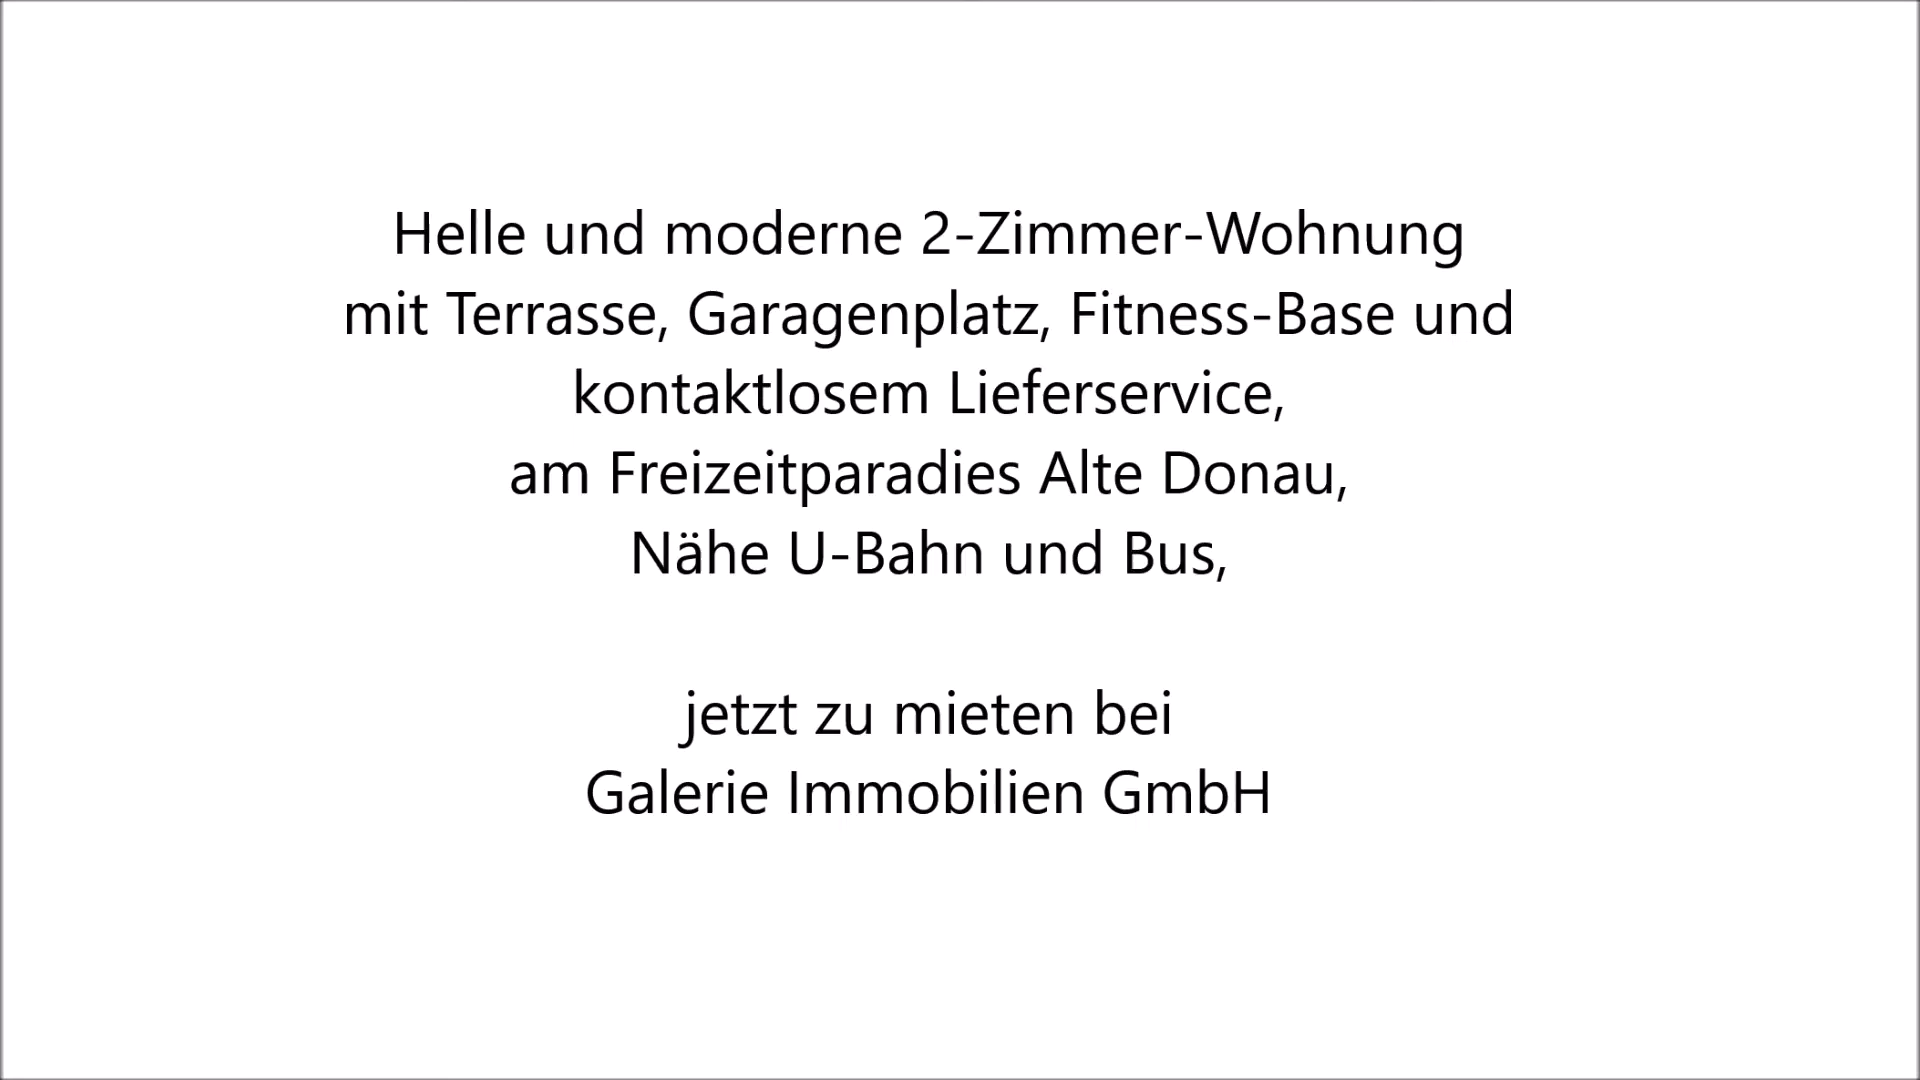 Helle und moderne 2-Zimmer-Wohnung
mit Terrasse, Garagenplatz, Fitness-Base und
kontaktlosem Lieferservice,
am Freizeitparadies Alte Donau,
Nähe U-Bahn und Bus,
jetzt zu mieten bei
Galerie Immobilien GmbH